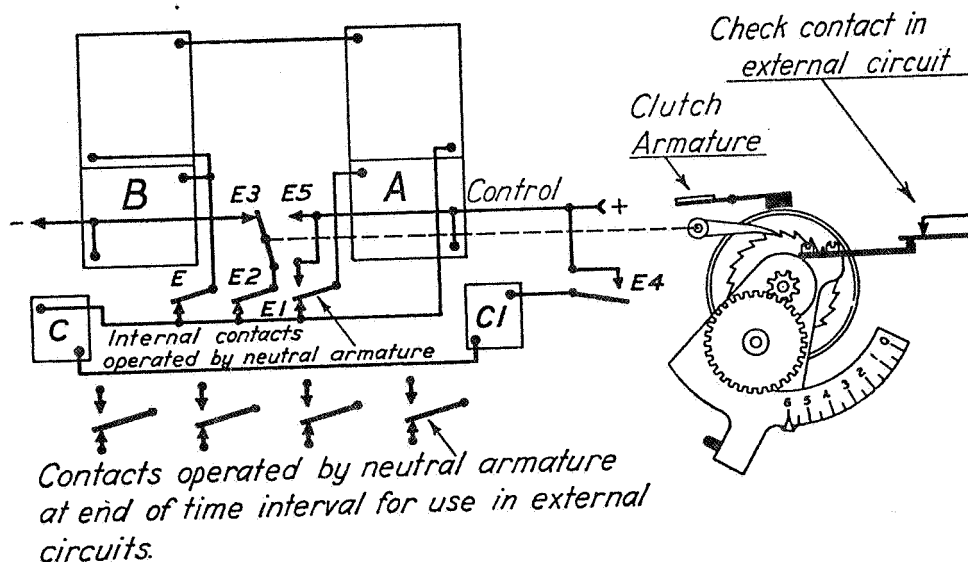 Check contact in
external circuit
Clutch
Armature
B
A
E3
E5
Control
- +
E
E2
E1
E4
C
C1
Internal contacts
operated by neutral armature
0
1
2
3
4
5
6
Contacts operated by neutral armature
at end of time interval for use in external
circuits.